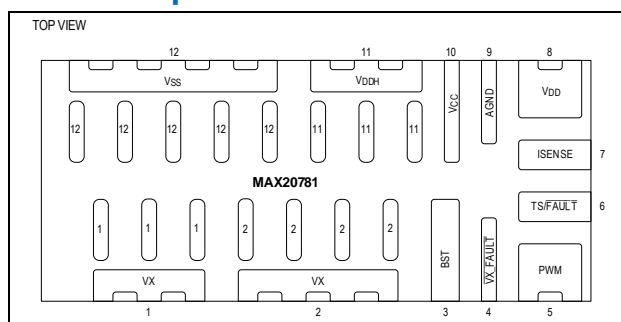 TOP VIEW
12 11 10 9 8
VSS VDDH VCC AGND VDD
12 12 12 12 12 11 11 11
ISENSE 7
MAX20781
TS/FAULT 6
1 1 1 2 2 2 2
VX VX BST VX_FAULT PWM
1 2 3 4 5